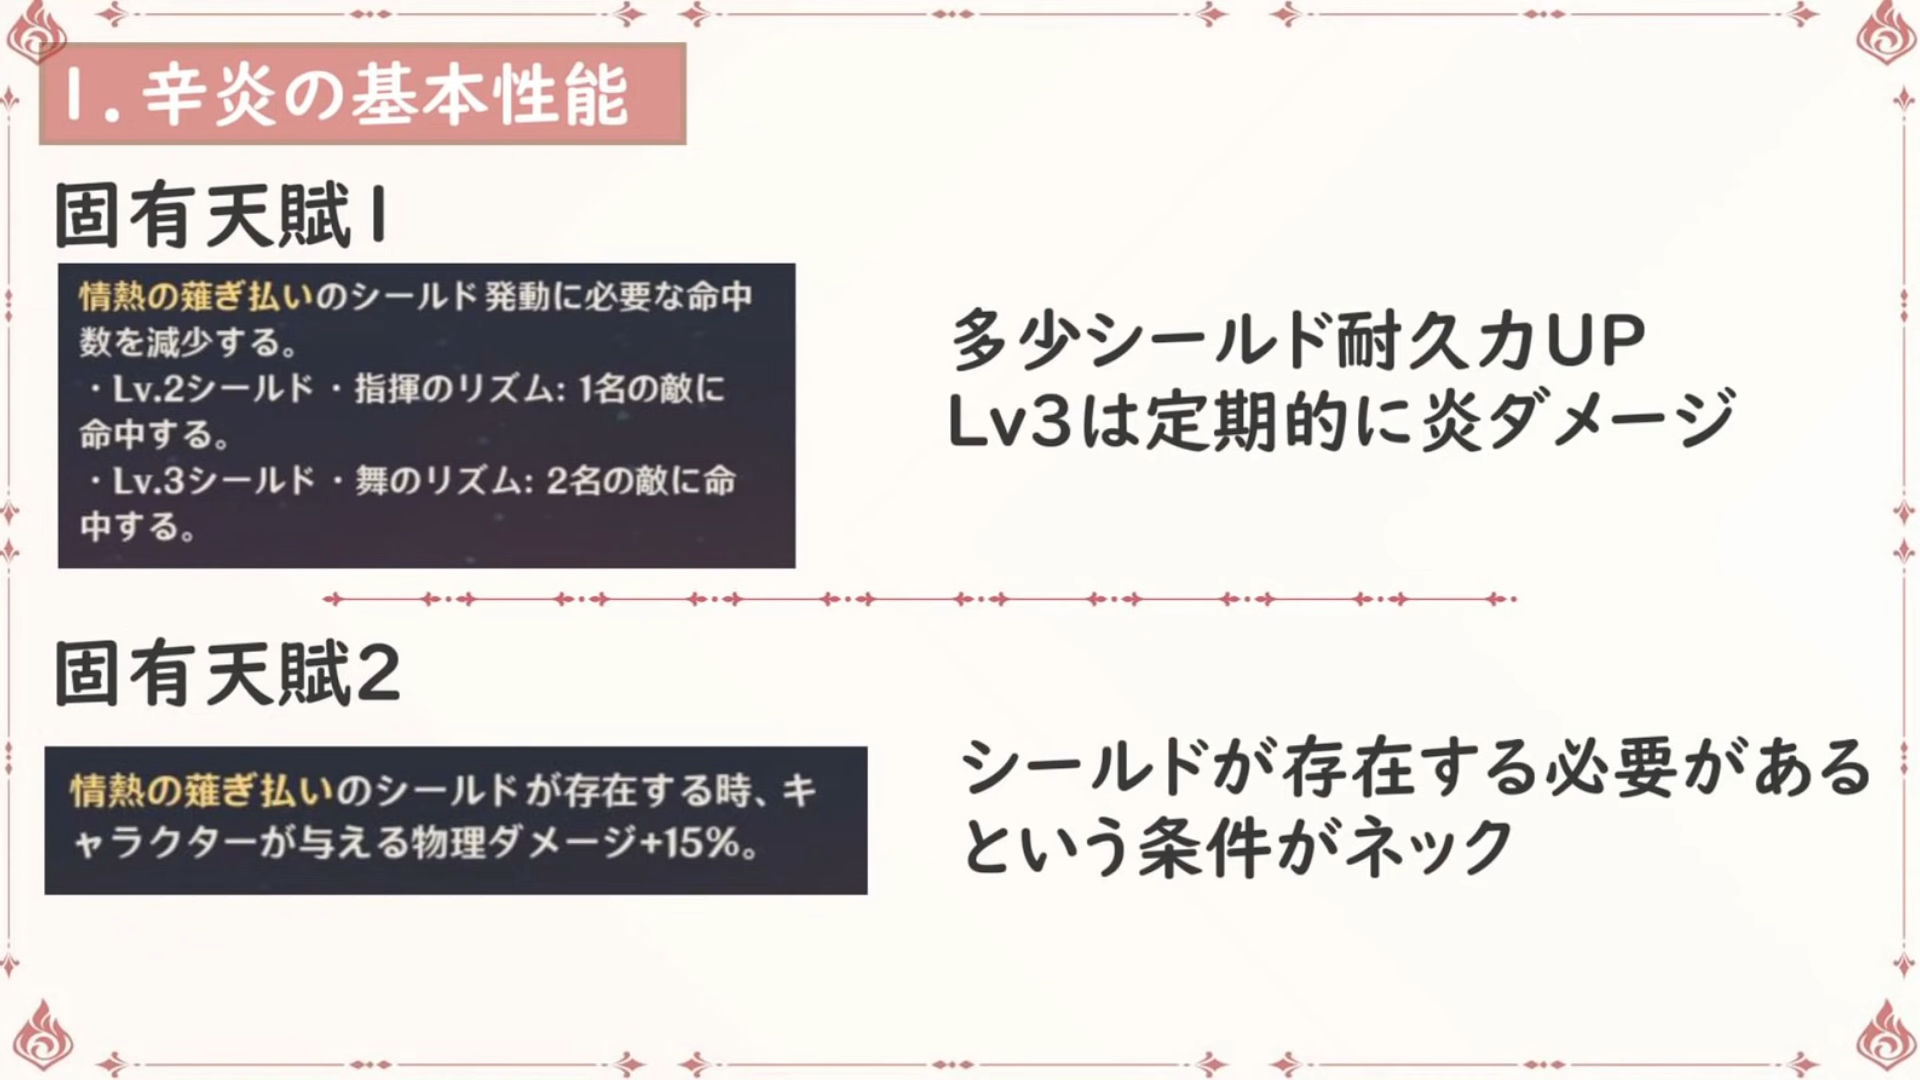 1. 辛炎の基本性能
固有天賦1
情熱の薙ぎ払いのシールド発動に必要な命中
数を減少する。
・Lv.2シールド・指揮のリズム: 1名の敵に
命中する。
・Lv.3シールド・舞のリズム: 2名の敵に命
中する。
多少シールド耐久力UP
Lv3は定期的に炎ダメージ
固有天賦2
情熱の薙ぎ払いのシールドが存在する時、キ
ャラクターが与える物理ダメージ+15%。
シールドが存在する必要がある
という条件がネック